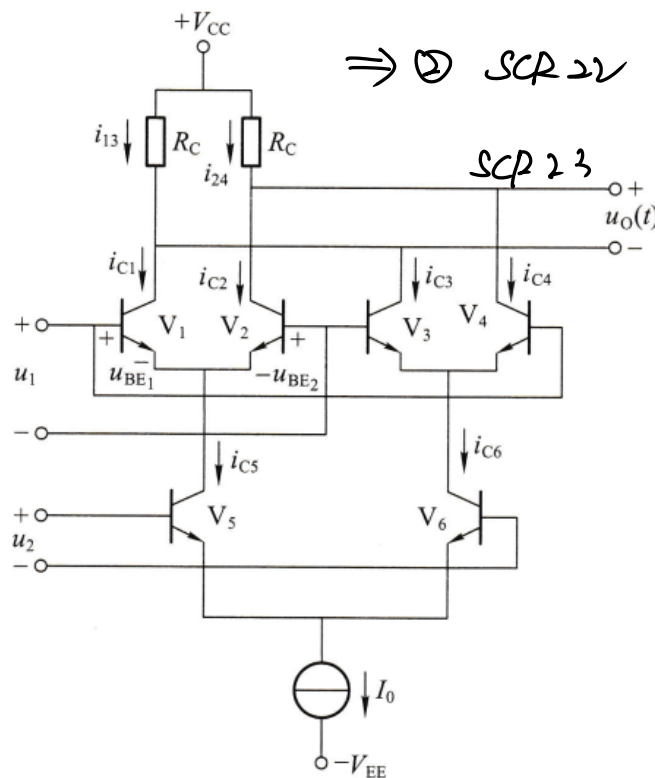 +V_CC
⇒ ② SCR 22
i_13 R_C i_24 R_C
SCR 23
+
u_O(t)
−
i_C1 i_C2 i_C3 i_C4
+ + V_1 V_2 + V_3 V_4
u_1 − u_BE1 −u_BE2
−
i_C5 i_C6
+ V_5 V_6
u_2
−
I_0
−V_EE